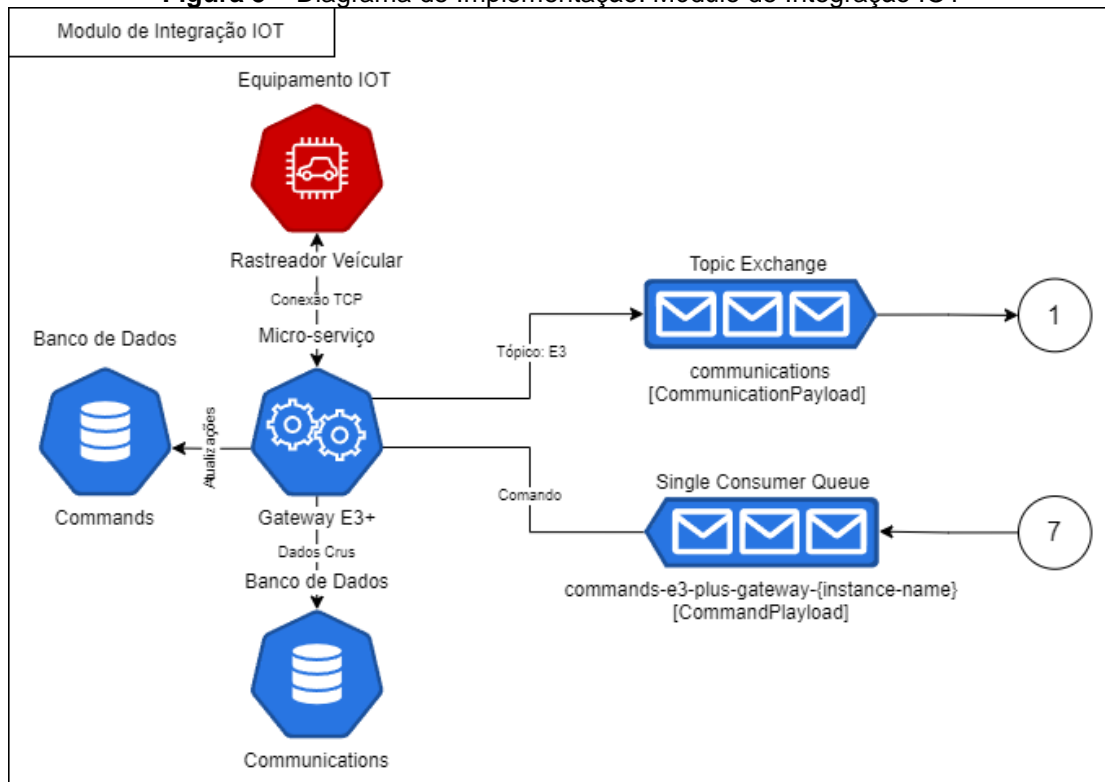 Modulo de Integração IOT
Equipamento IOT
Rastreador Veícular
Conexão TCP
Micro-serviço
Banco de Dados
Commands
Atualizações
Gateway E3+
Dados Crus
Banco de Dados
Communications
Tópico: E3
Topic Exchange
communications
[CommunicationPayload]
1
Comando
Single Consumer Queue
commands-e3-plus-gateway-{instance-name}
[CommandPlayload]
7